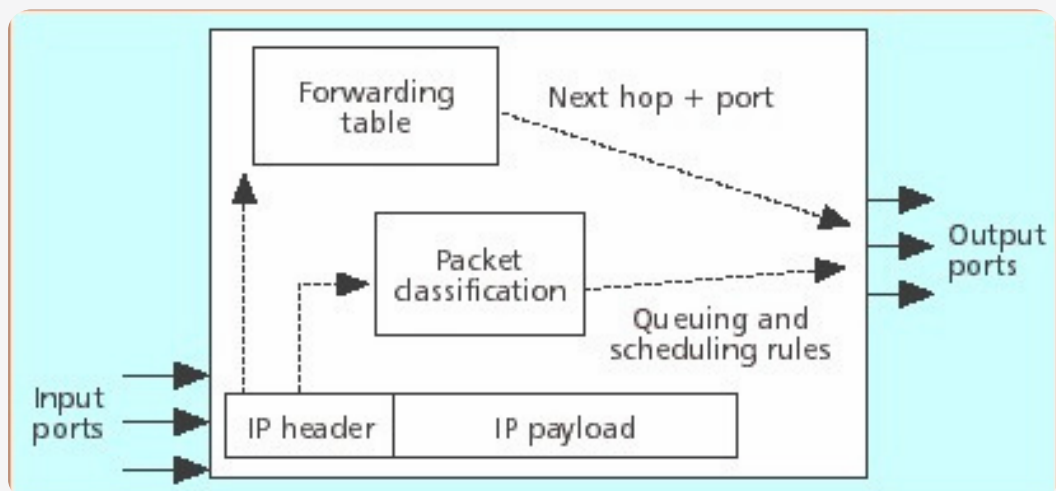 Forwarding
table
Next hop + port
Packet
classification
Queuing and
scheduling rules
Output
ports
Input
ports
IP header
IP payload